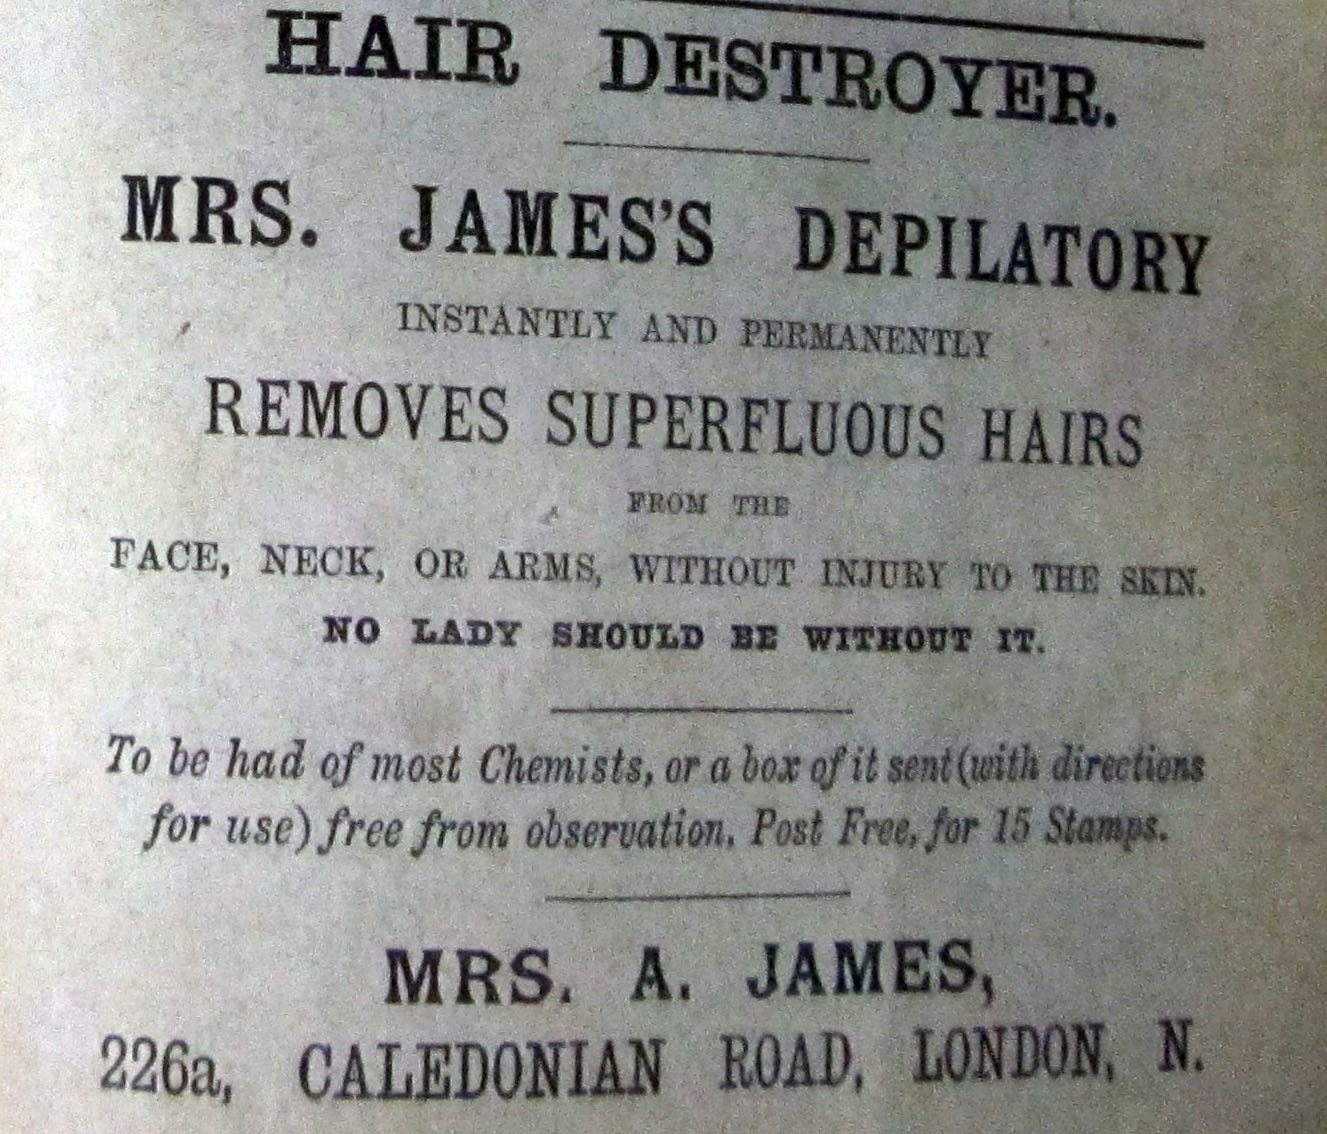 HAIR DESTROYER.
MRS. JAMES'S DEPILATORY
INSTANTLY AND PERMANENTLY
REMOVES SUPERFLUOUS HAIRS
FROM THE
FACE, NECK, OR ARMS, WITHOUT INJURY TO THE SKIN.
NO LADY SHOULD BE WITHOUT IT.
To be had of most Chemists, or a box of it sent (with directions
for use) free from observation, Post Free, for 15 Stamps.
MRS. A. JAMES,
226a, CALEDONIAN ROAD, LONDON, N.